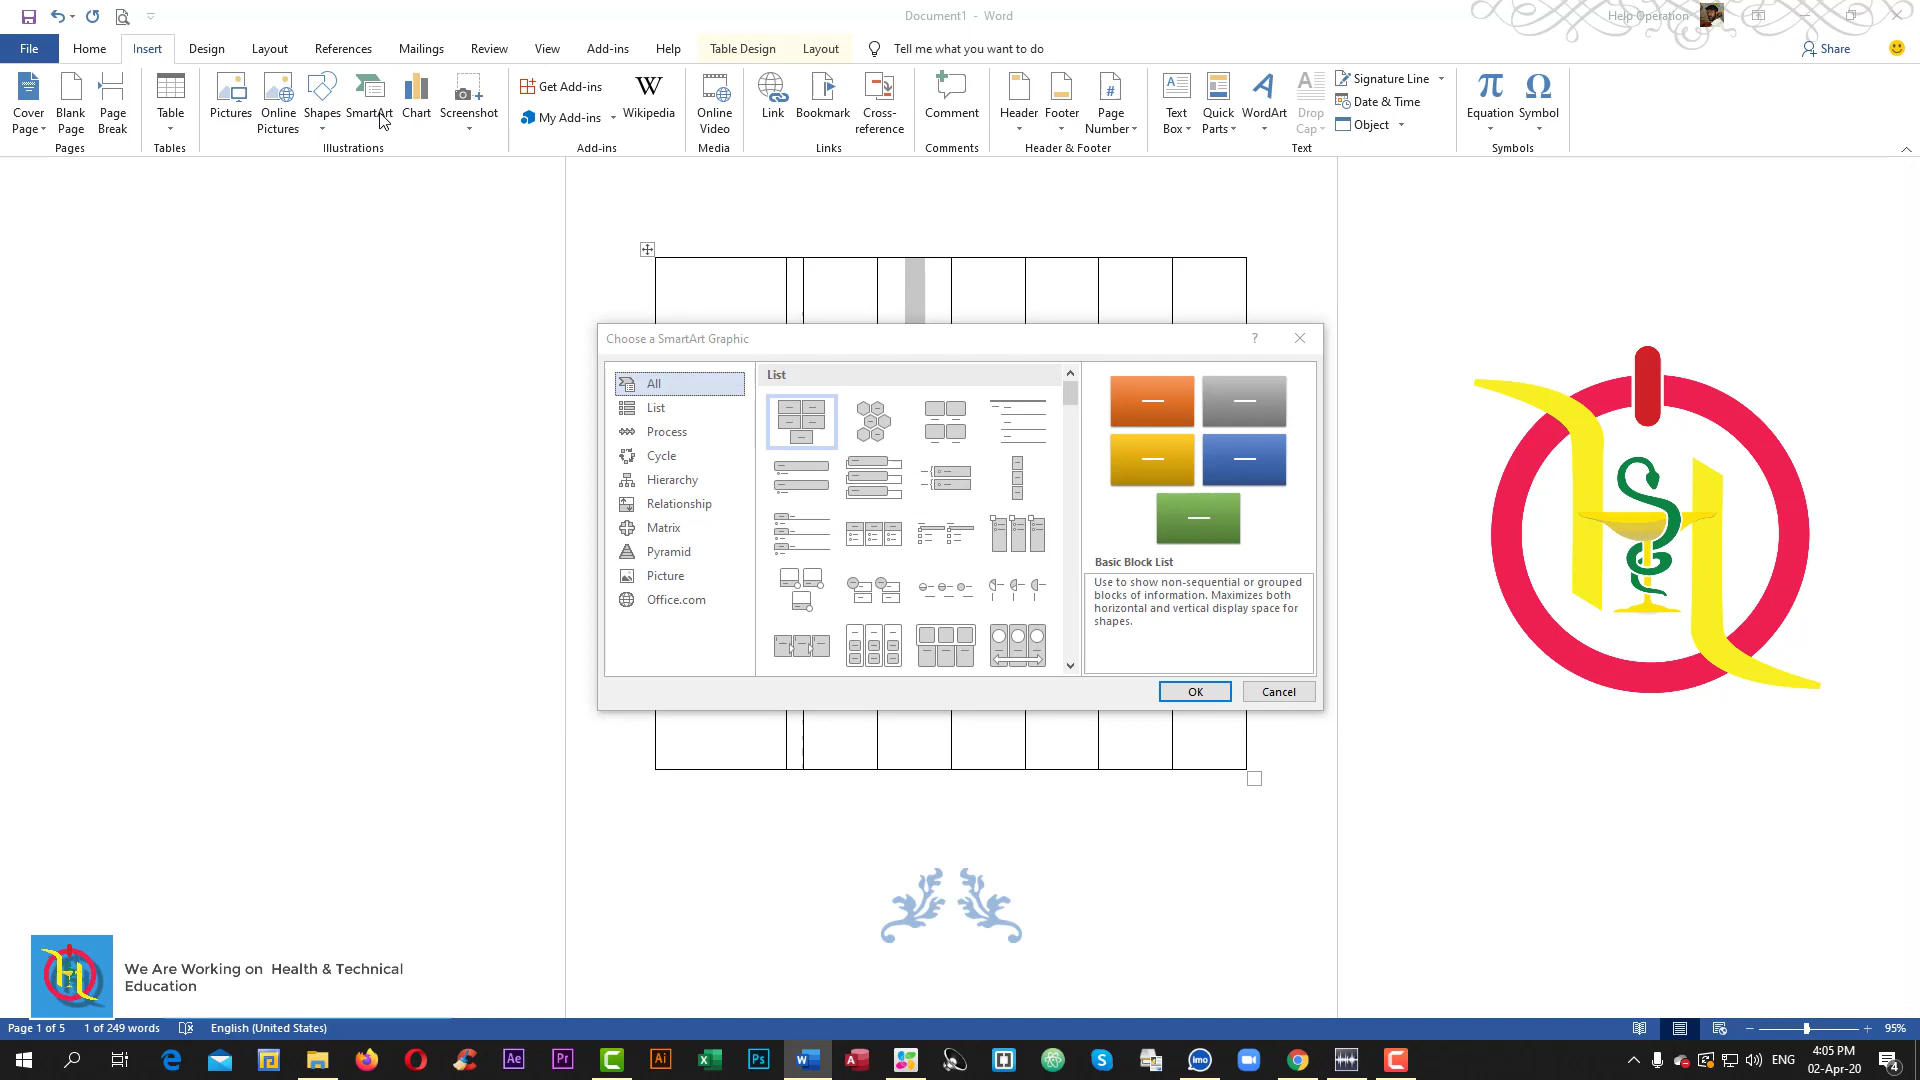 Document1 - Word
Help Operation
File
Home
Insert
Design
Layout
References
Mailings
Review
View
Add-ins
Help
Table Design
Layout
Tell me what you want to do
Share
Cover
Page
Blank
Page
Page
Break
Table
Pictures
Online
Pictures
Shapes
SmartArt
Chart
Screenshot
Get Add-ins
My Add-ins
W
Wikipedia
Online
Video
Link
Bookmark
Cross-
reference
Comment
Header
Footer
#
Page
Number
A
Text
Box
Quick
Parts
A
WordArt
A
Drop
Cap
Signature Line
Date & Time
Object
π
Equation
Ω
Symbol
Pages
Tables
Illustrations
Add-ins
Media
Links
Comments
Header & Footer
Text
Symbols
Choose a SmartArt Graphic
?
All
List
Process
Cycle
Hierarchy
Relationship
Matrix
Pyramid
Picture
Office.com
List
Basic Block List
Use to show non-sequential or grouped
blocks of information. Maximizes both
horizontal and vertical display space for
shapes.
OK
Cancel
We Are Working on Health & Technical
Education
Page 1 of 5
1 of 249 words
English (United States)
95%
Ae
Pr
Ai
Ps
imo
ENG
4:05 PM
02-Apr-20
4